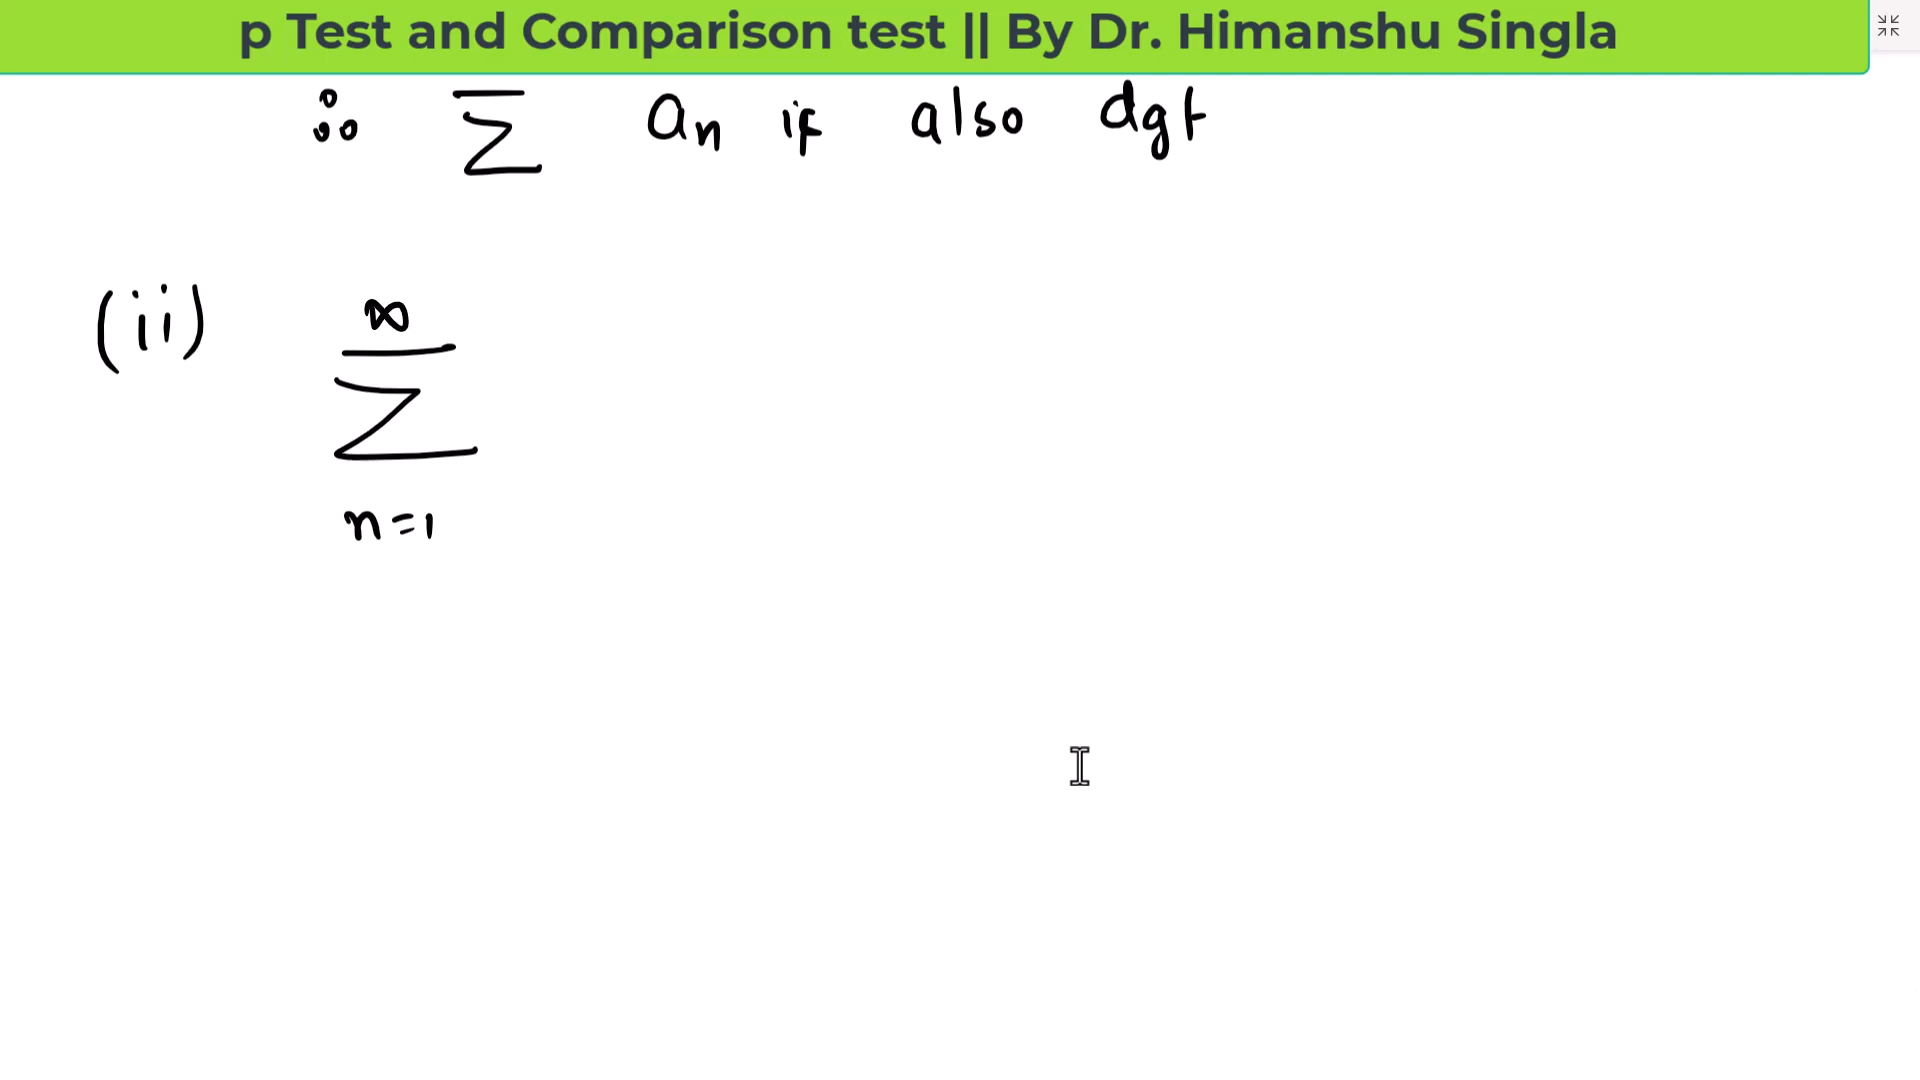 p Test and Comparison test || By Dr. Himanshu Singla
∴ Σ an is also dgt
(ii) ∞
Σ
n=1